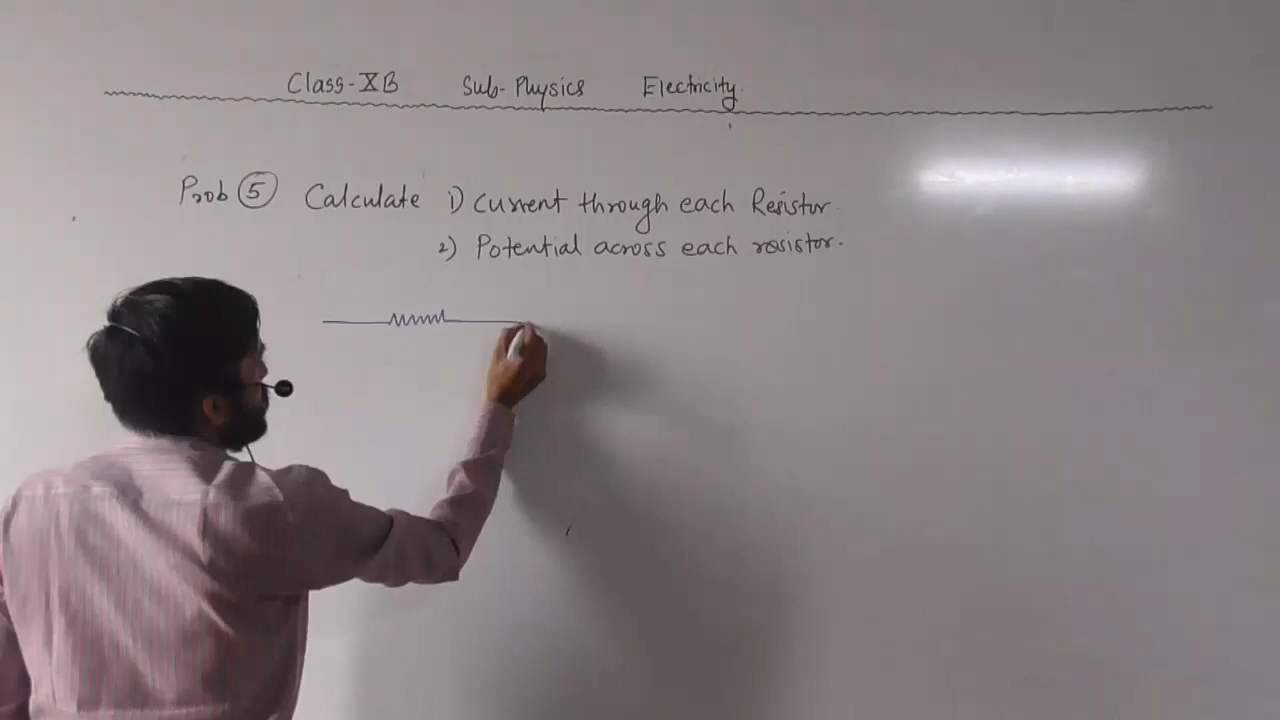 Class-XB Sub-Physics Electricity.
Prob 5 Calculate 1) Current through each Resistor.
2) Potential across each resistor.